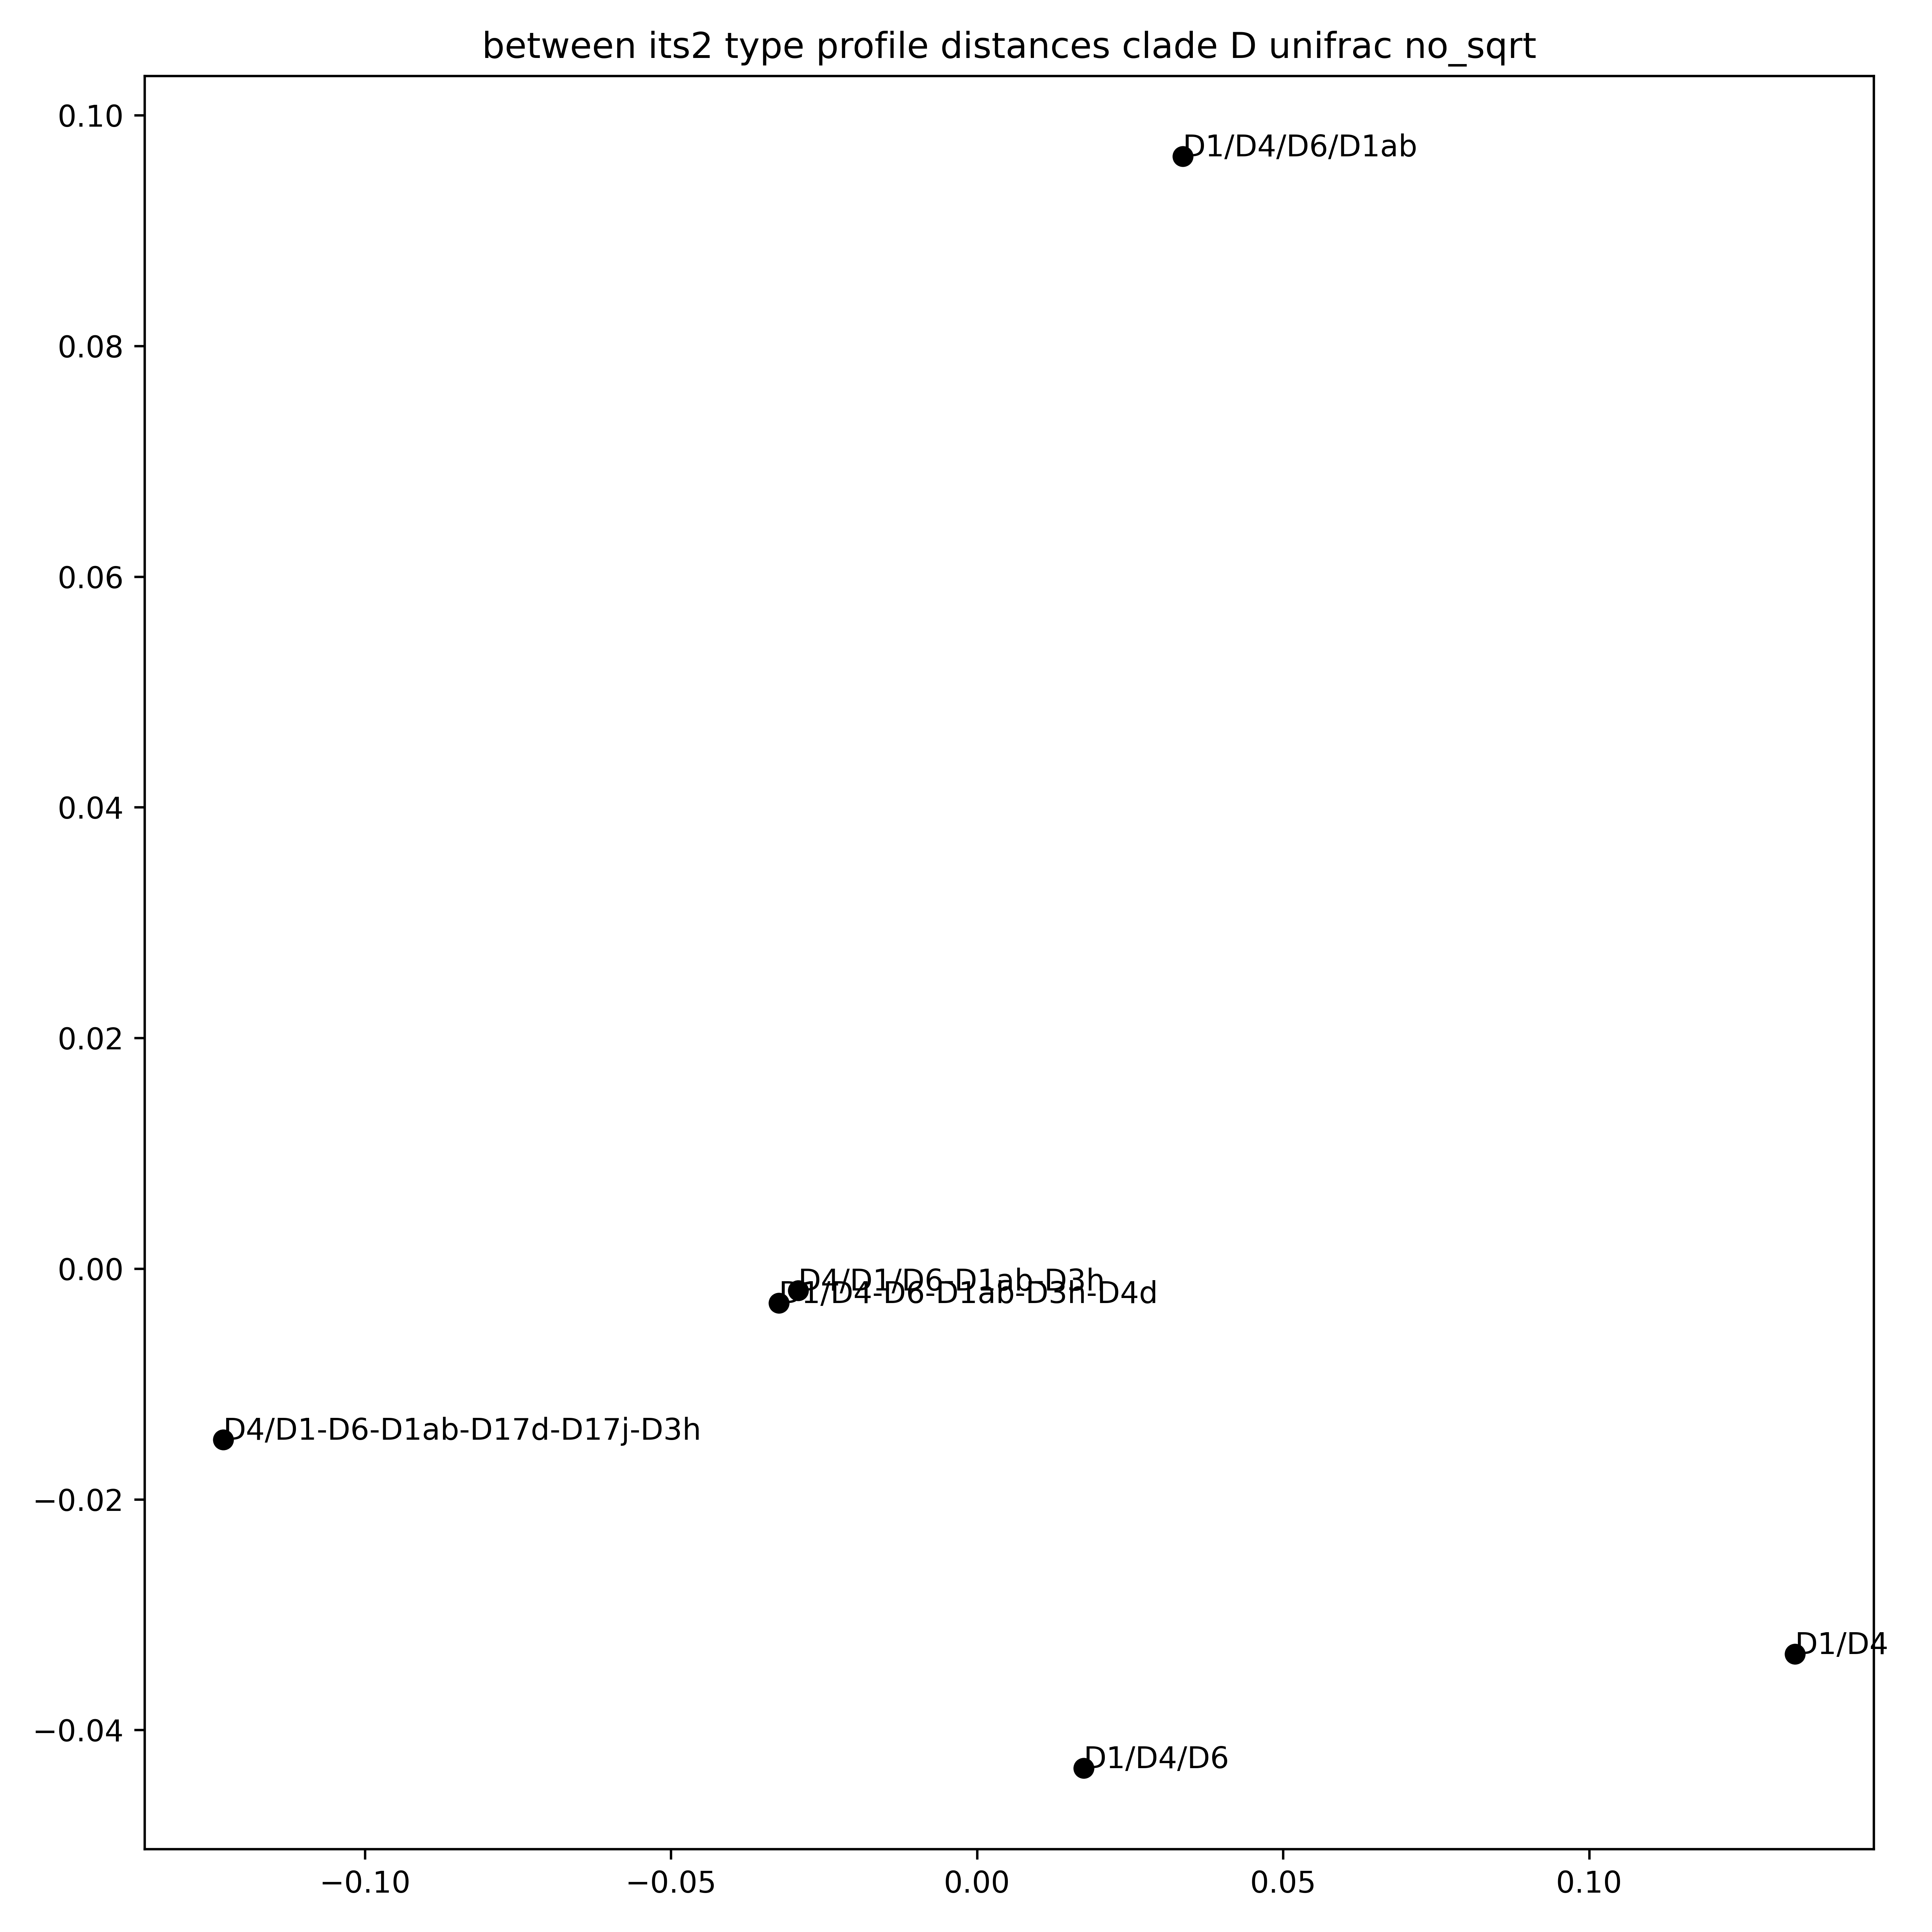 between its2 type profile distances clade D unifrac no_sqrt
0.10
D1/D4/D6/D1ab
0.08
0.06
0.04
0.02
0.00
D4/D1/D6-D1ab-D3h
D1/D4-D6-D1ab-D3h-D4d
D4/D1-D6-D1ab-D17d-D17j-D3h
−0.02
D1/D4
−0.04
D1/D4/D6
−0.10
−0.05
0.00
0.05
0.10